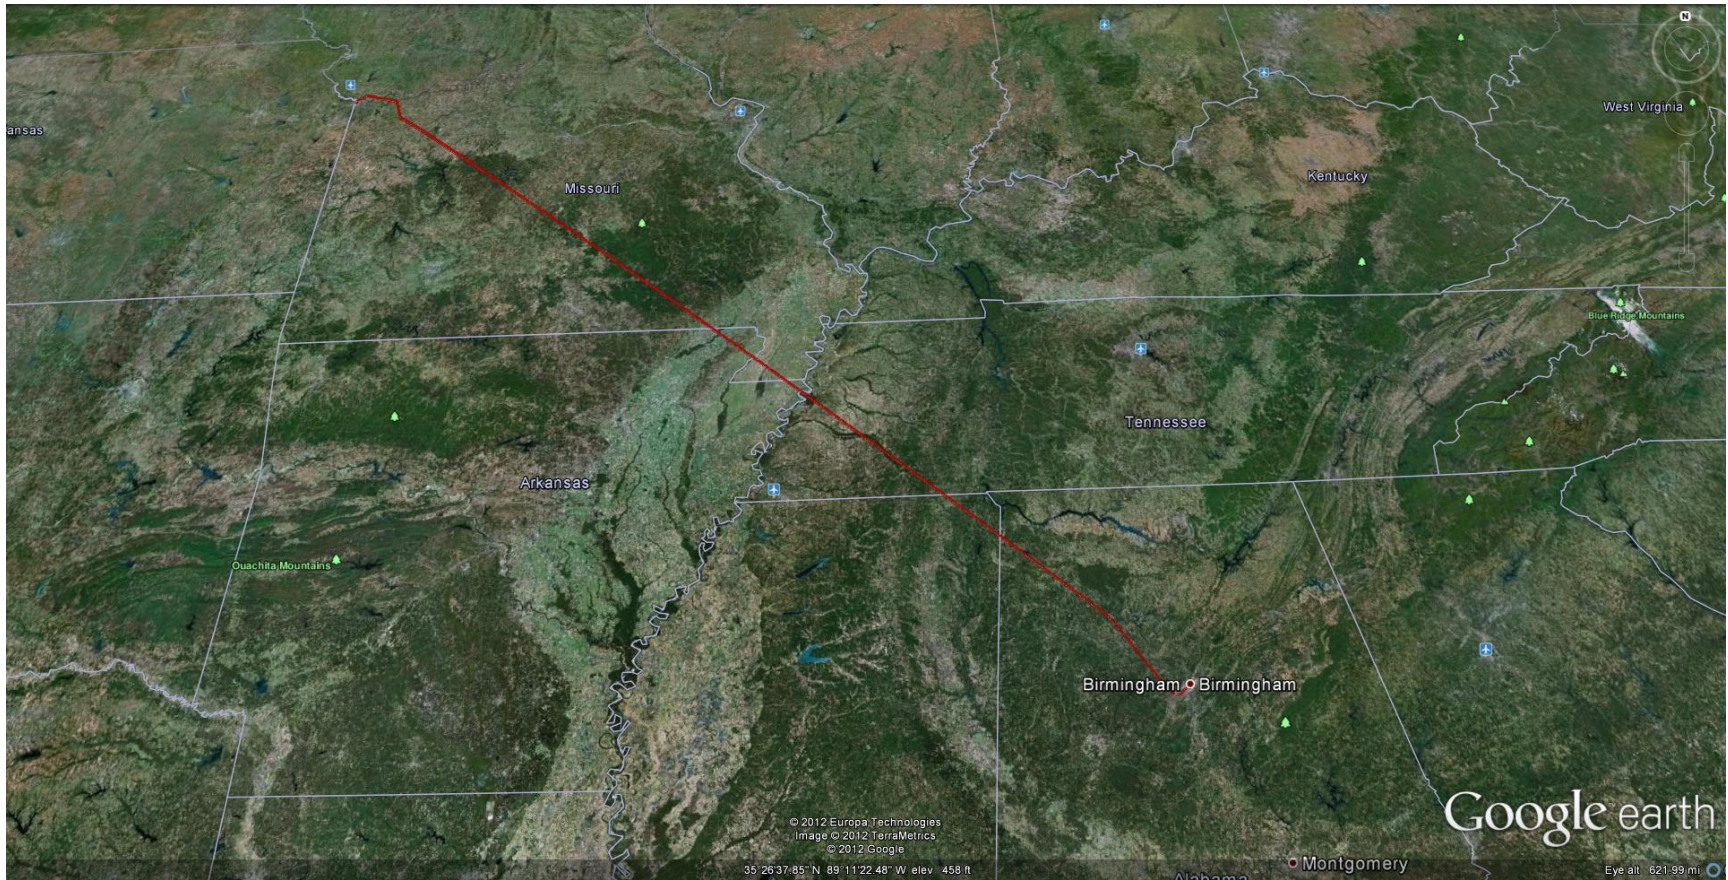 West Virginia
ansas
Missouri
Kentucky
Blue Ridge Mountains
Tennessee
Arkansas
Ouachita Mountains
Birmingham Birmingham
Google earth
© 2012 Europa Technologies
Image © 2012 TerraMetrics
© 2012 Google
Montgomery
35°26'37.85" N 89°11'22.48" W elev 458 ft
Alabama
Eye alt 621.99 mi
N